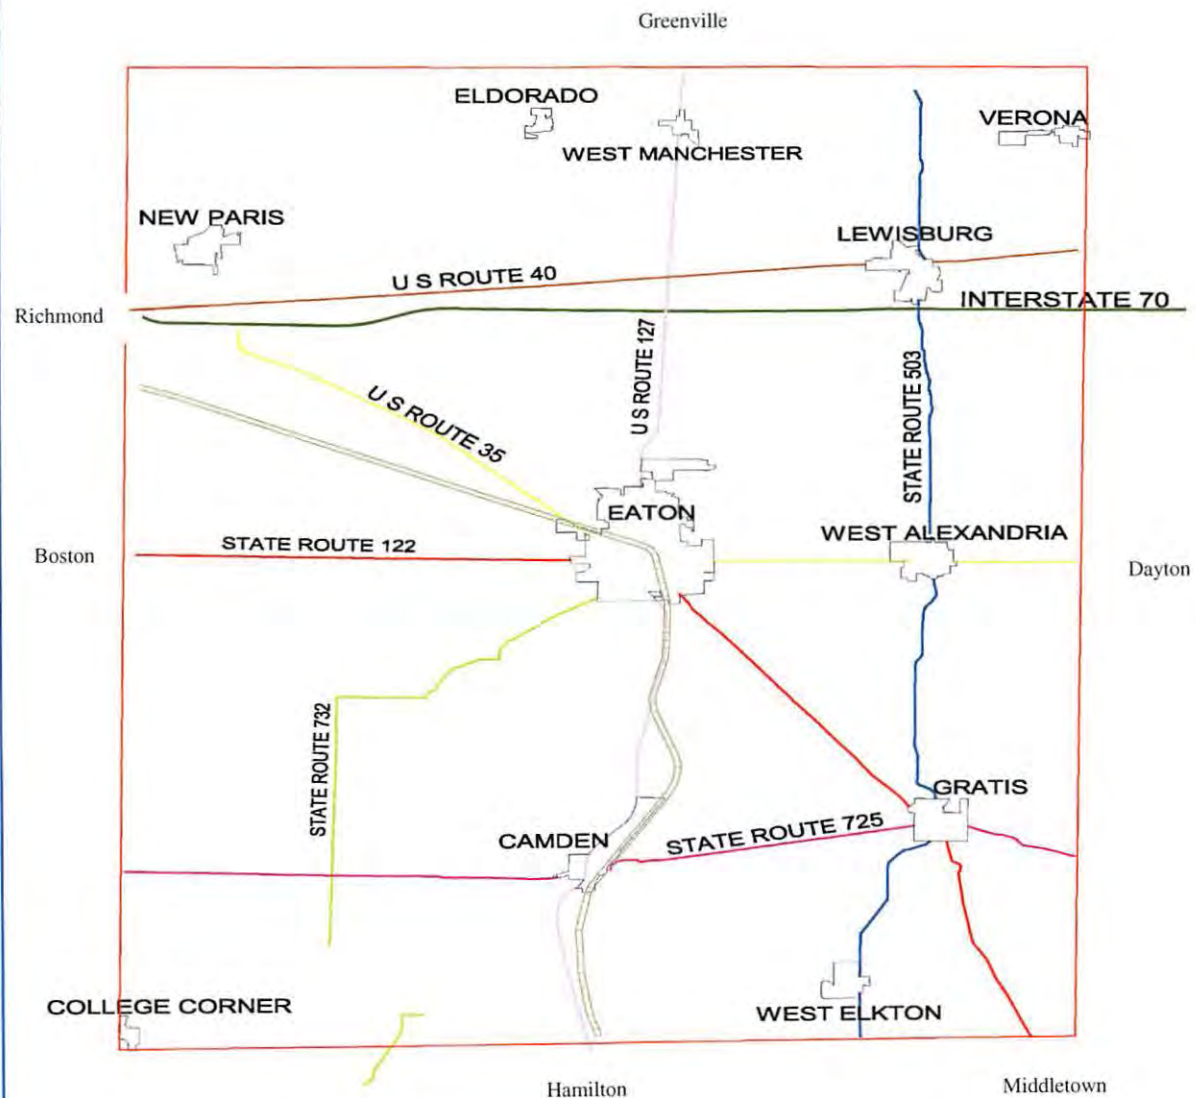 Greenville
ELDORADO
VERONA
WEST MANCHESTER
NEW PARIS
LEWISBURG
U S ROUTE 40
INTERSTATE 70
Richmond
U S ROUTE 127
STATE ROUTE 503
U S ROUTE 35
EATON
WEST ALEXANDRIA
STATE ROUTE 122
Boston
Dayton
STATE ROUTE 732
GRATIS
CAMDEN
STATE ROUTE 725
COLLEGE CORNER
WEST ELKTON
Hamilton
Middletown